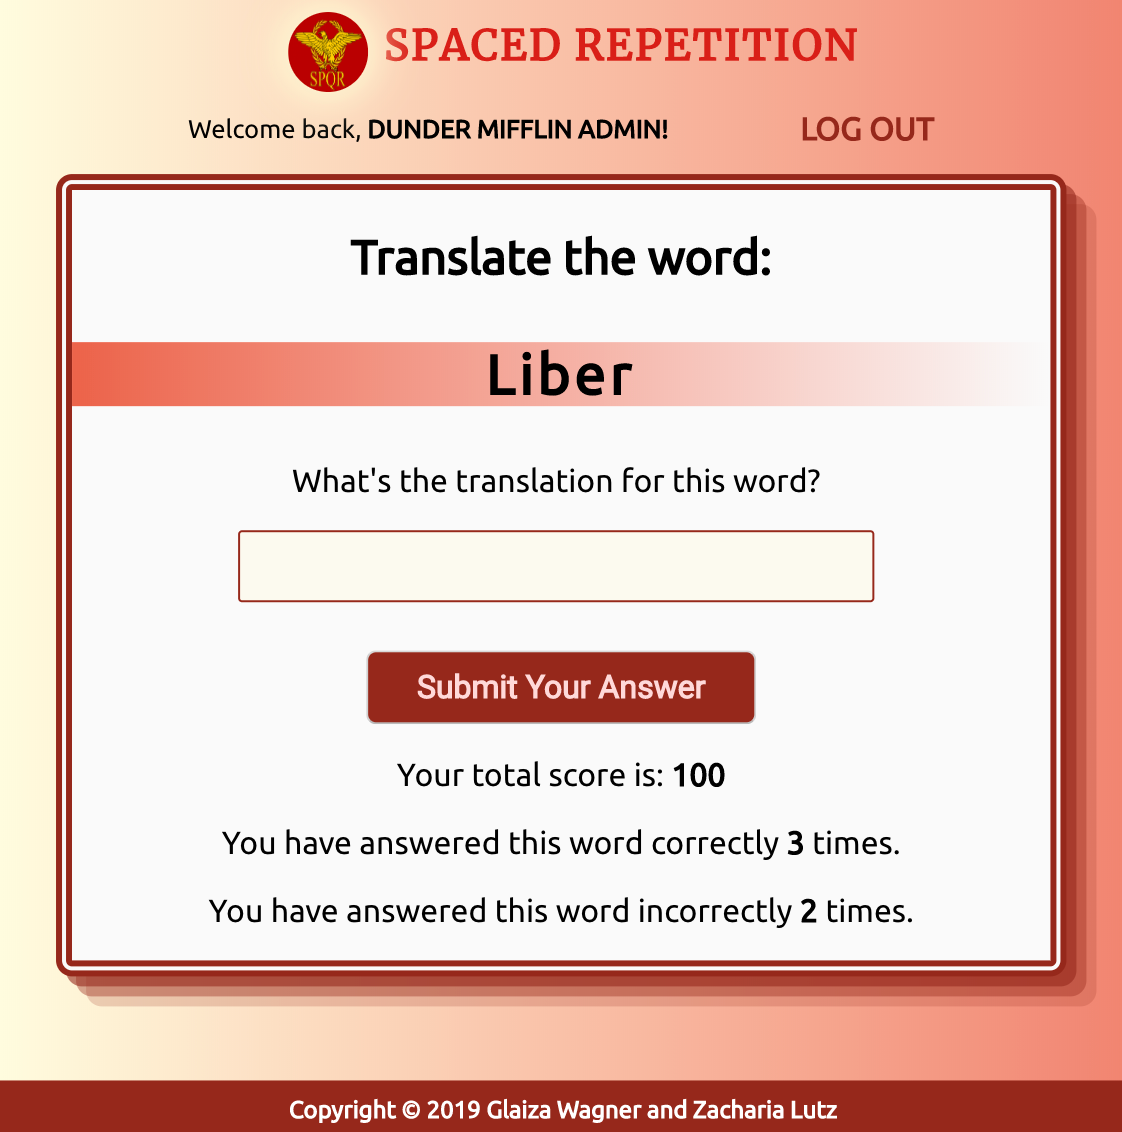 SPQR
SPACED REPETITION
Welcome back, DUNDER MIFFLIN ADMIN!
LOG OUT
Translate the word:
Liber
What's the translation for this word?
Submit Your Answer
Your total score is: 100
You have answered this word correctly 3 times.
You have answered this word incorrectly 2 times.
Copyright © 2019 Glaiza Wagner and Zacharia Lutz